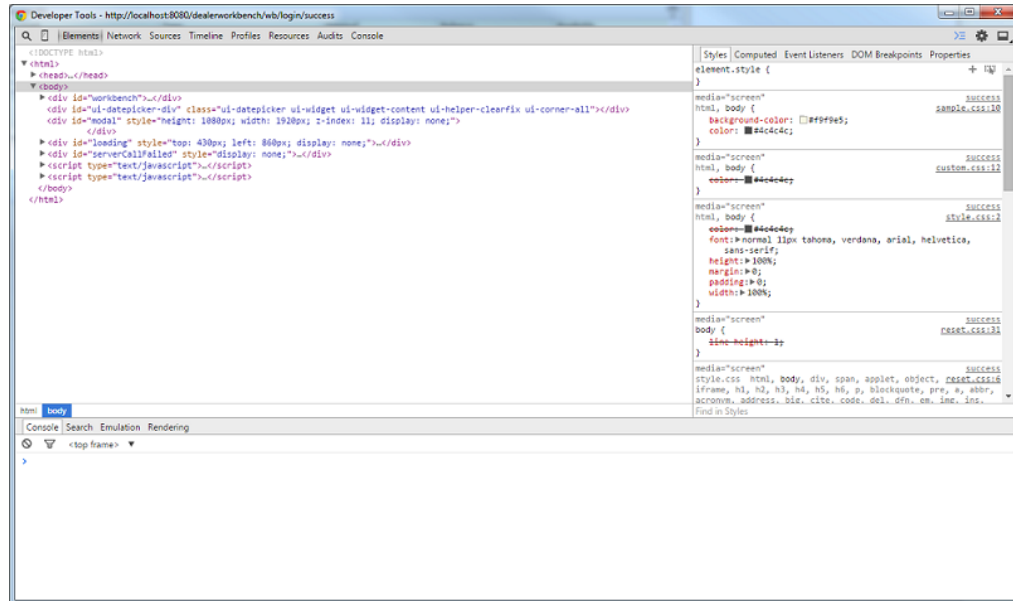 Developer Tools - http://localhost:8080/dealerworkbench/wb/login/success
Elements Network Sources Timeline Profiles Resources Audits Console
<!DOCTYPE html>
▼<html>
▶<head>…</head>
▼<body>
▶<div id="workbench">…</div>
<div id="ui-datepicker-div" class="ui-datepicker ui-widget ui-widget-content ui-helper-clearfix ui-corner-all"></div>
<div id="modal" style="height: 1080px; width: 1920px; z-index: 11; display: none;">
</div>
▶<div id="loading" style="top: 430px; left: 860px; display: none;">…</div>
▶<div id="serverCallFailed" style="display: none;">…</div>
▶<script type="text/javascript">…</script>
▶<script type="text/javascript">…</script>
</body>
</html>
html body
Styles Computed Event Listeners DOM Breakpoints Properties
element.style {
}
media="screen" success
html, body { sample.css:10
background-color: #f9f9e5;
color: #4c4c4c;
}
media="screen" success
html, body { custom.css:12
color: #4c4c4c;
}
media="screen" success
html, body { style.css:2
color: #4c4c4c;
font:▶normal 11px tahoma, verdana, arial, helvetica,
sans-serif;
height:▶100%;
margin:▶0;
padding:▶0;
width:▶100%;
}
media="screen" success
body { reset.css:31
line-height: 1;
}
media="screen" success
style.css html, body, div, span, applet, object, reset.css:6
iframe, h1, h2, h3, h4, h5, h6, p, blockquote, pre, a, abbr,
acronym, address, big, cite, code, del, dfn, em, img, ins,
Find in Styles
Console Search Emulation Rendering
<top frame> ▼
>